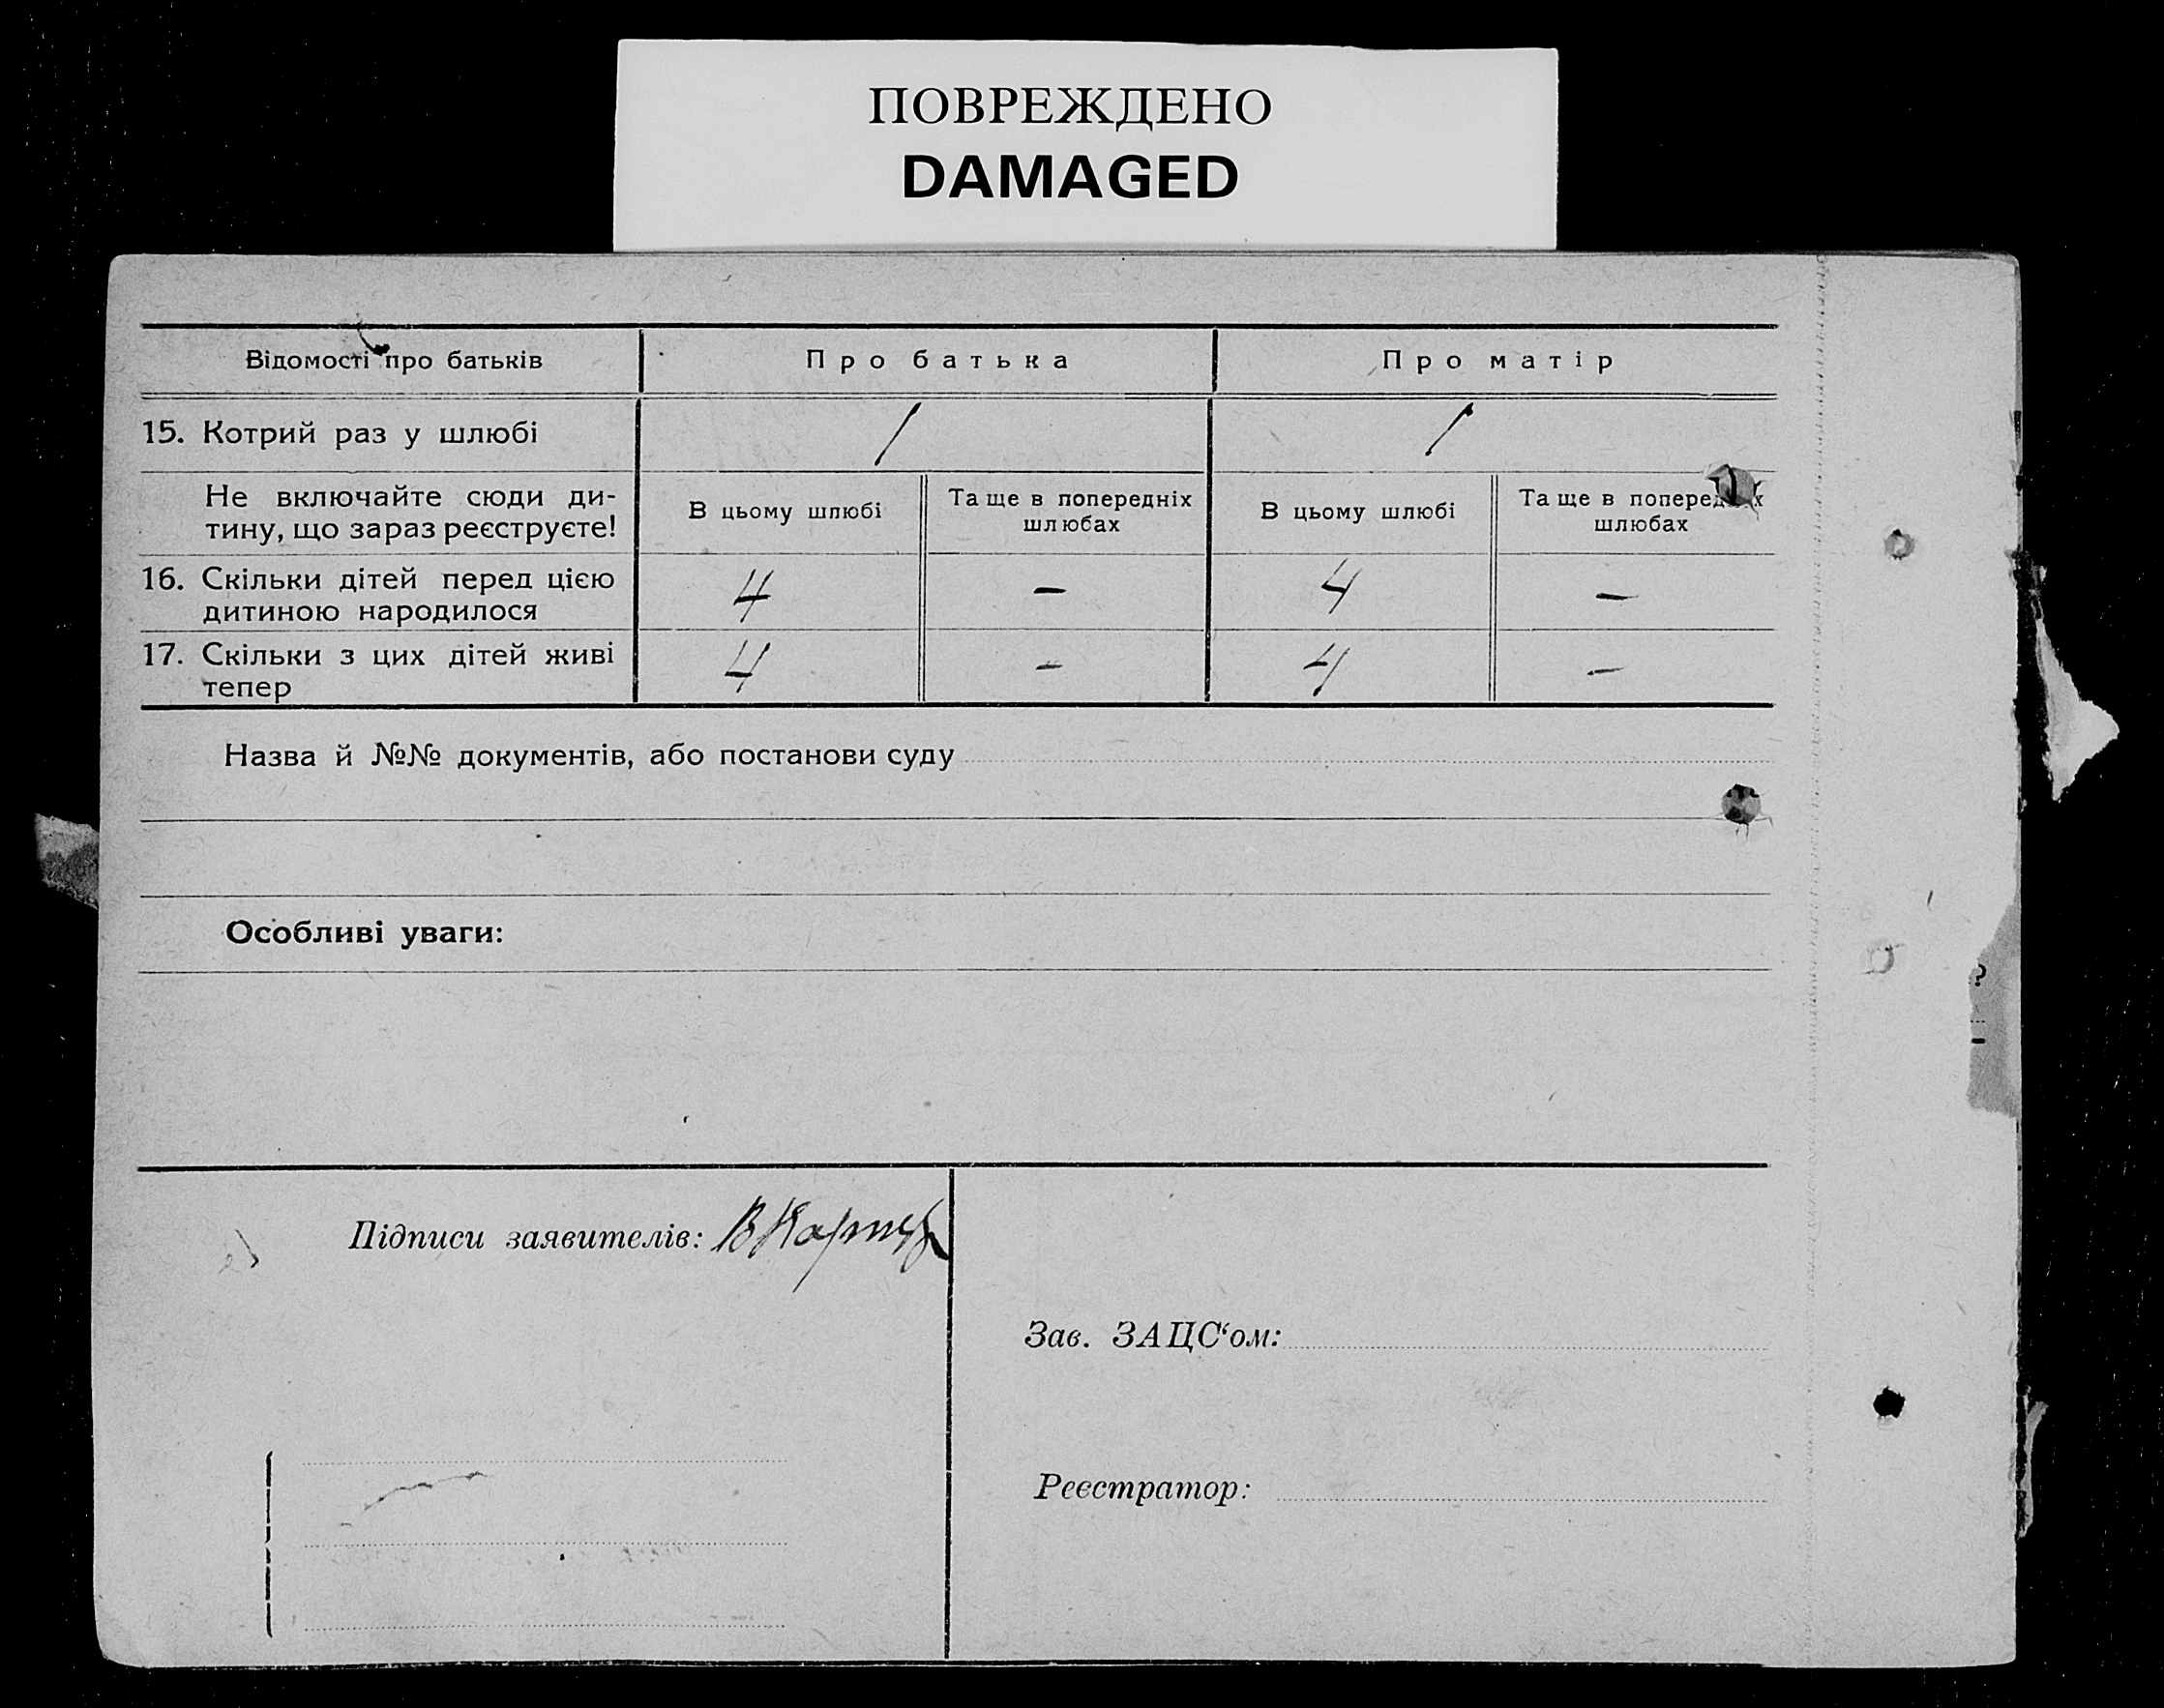 ПОВРЕЖДЕНО
DAMAGED
Відомості про батьків
Про батька
Про матір
15. Котрий раз у шлюбі
1
1
Не включайте сюди ди-
тину, що зараз реєструєте!
В цьому шлюбі
Та ще в попередніх
шлюбах
В цьому шлюбі
Та ще в
шлюбах
16. Скільки дітей перед цією
дитиною народилося
4
–
4
–
17. Скільки з цих дітей живі
тепер
4
–
4
–
Назва й №№ документів, або постанови суду
Особливі уваги:
Підписи заявителів:
Зав. ЗАЦС‘ом:
Реєстратор:
?